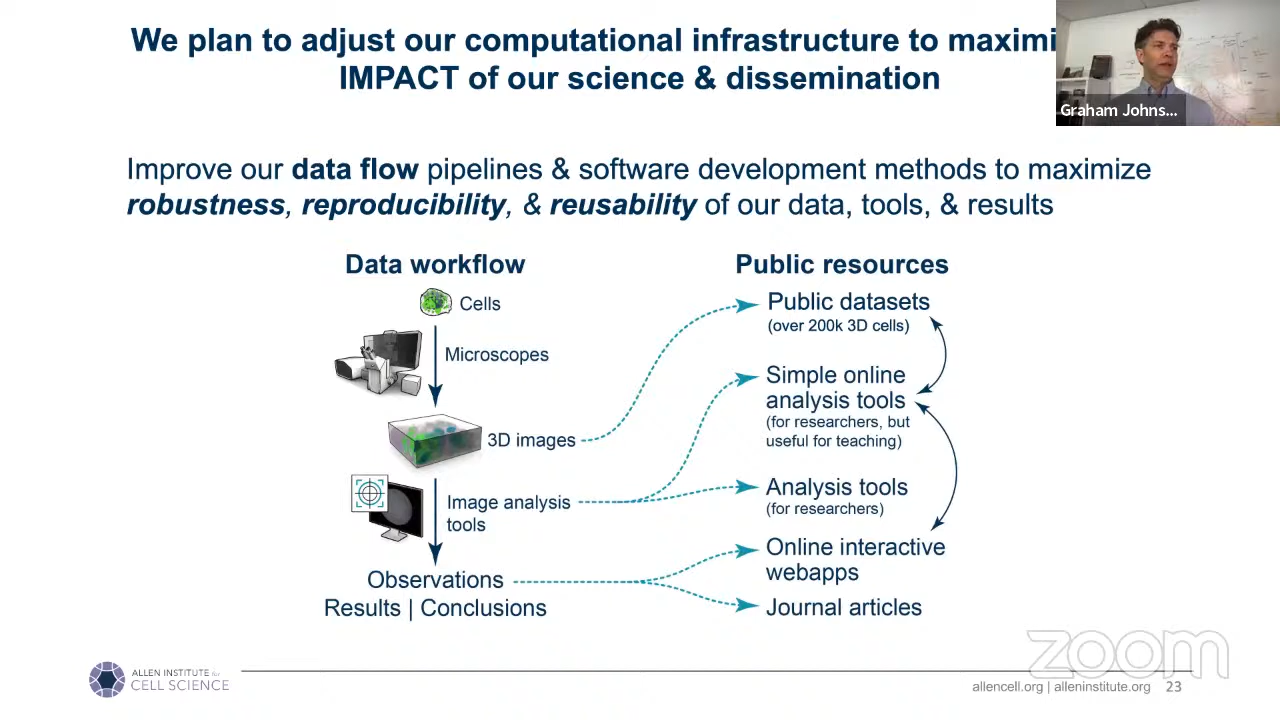 We plan to adjust our computational infrastructure to maximi
IMPACT of our science & dissemination
Graham Johns...
Improve our data flow pipelines & software development methods to maximize
robustness, reproducibility, & reusability of our data, tools, & results
Data workflow
Cells
Microscopes
3D images
Image analysis
tools
Observations
Results | Conclusions
Public resources
Public datasets
(over 200k 3D cells)
Simple online
analysis tools
(for researchers, but
useful for teaching)
Analysis tools
(for researchers)
Online interactive
webapps
Journal articles
zoom
ALLEN INSTITUTE for
CELL SCIENCE
allencell.org | alleninstitute.org 23